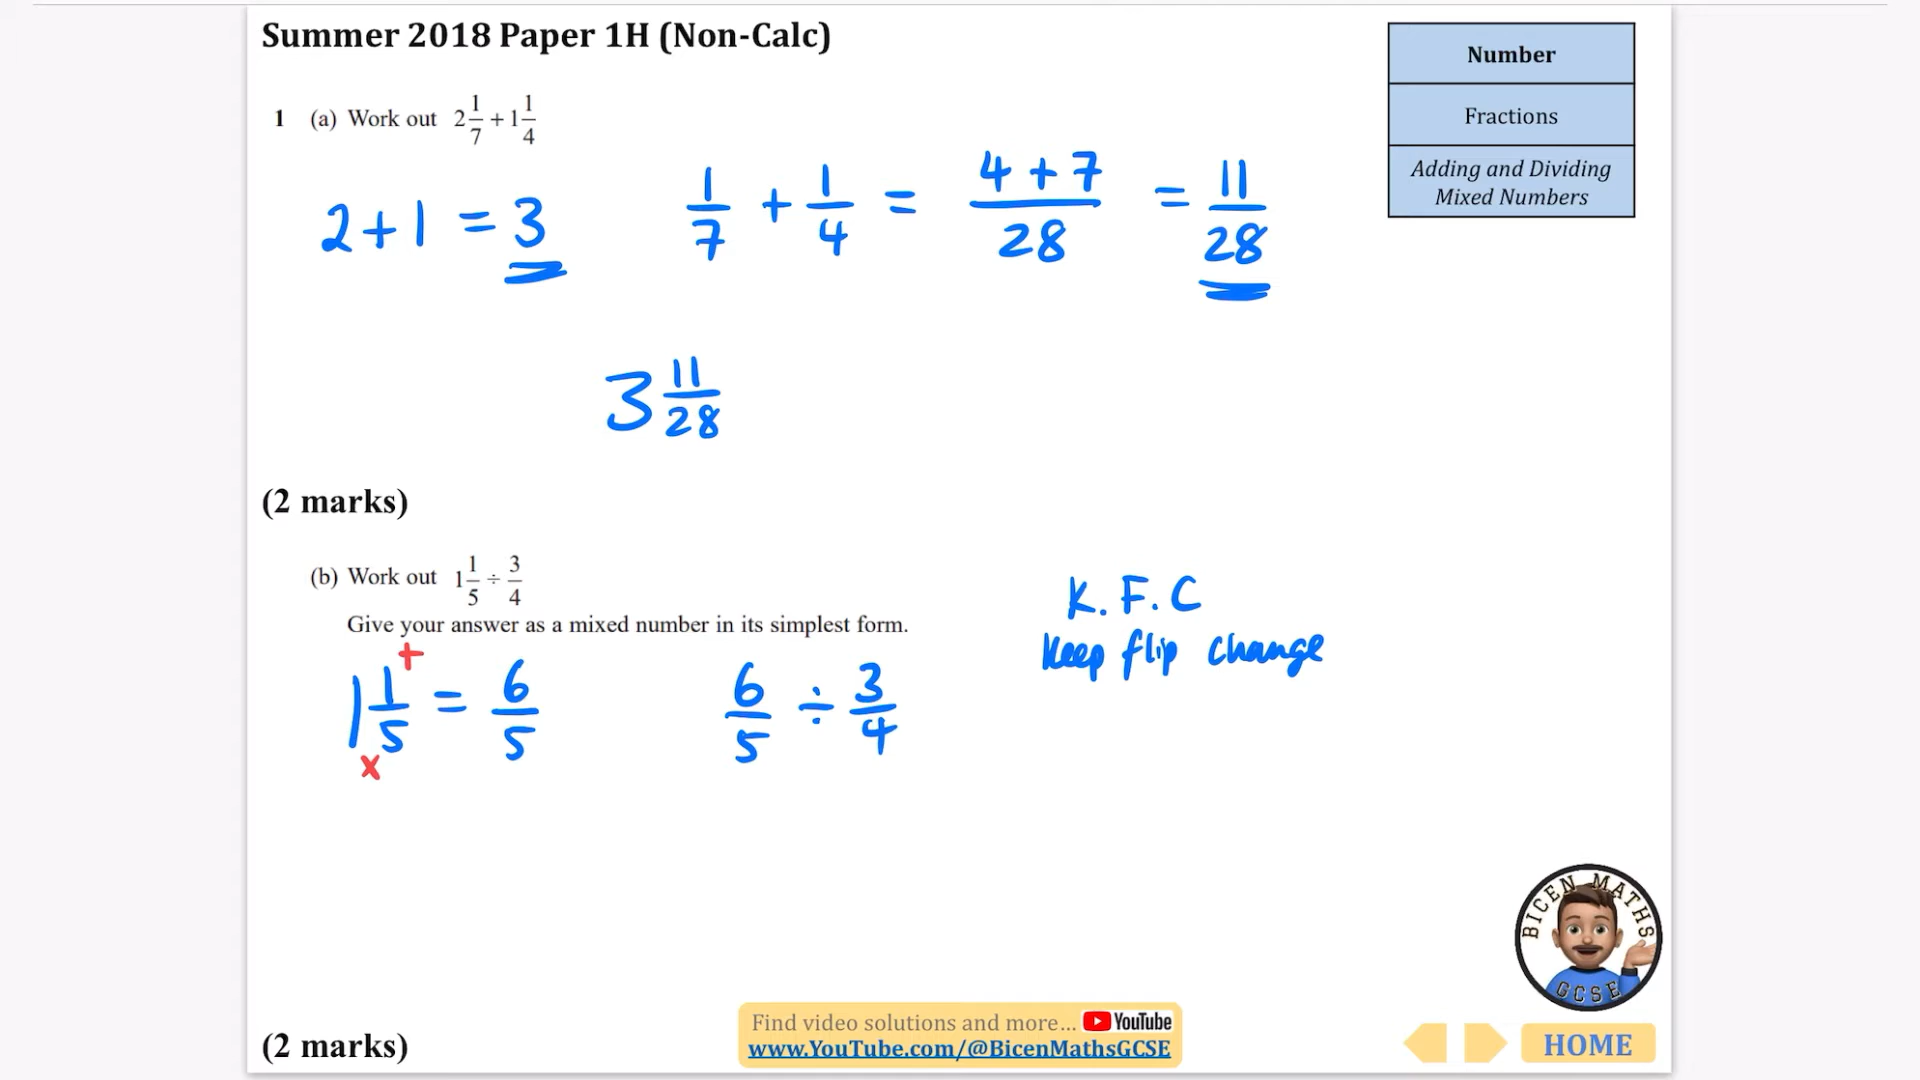 Summer 2018 Paper 1H (Non-Calc)
Number
Fractions
Adding and Dividing
Mixed Numbers
1 (a) Work out 2 1/7 + 1 1/4
2 + 1 = 3
1/7 + 1/4 = (4 + 7)/28 = 11/28
3 11/28
(2 marks)
(b) Work out 1 1/5 ÷ 3/4
Give your answer as a mixed number in its simplest form.
K.F.C
Keep flip change
+
1 1/5 = 6/5
x
6/5 ÷ 3/4
(2 marks)
BICEN MATHS
GCSE
Find video solutions and more... YouTube
www.YouTube.com/@BicenMathsGCSE
HOME